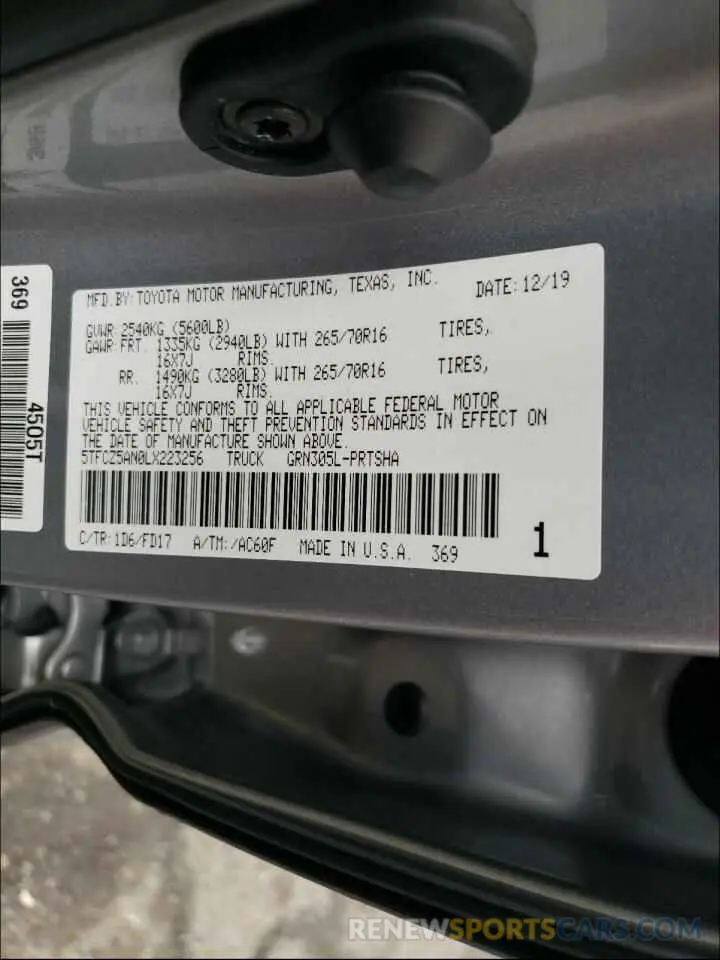 MFD.BY:TOYOTA MOTOR MANUFACTURING, TEXAS, INC. DATE:12/19
GVWR 2540KG (5600LB)
GAWR FRT. 1335KG (2940LB) WITH 265/70R16 TIRES,
16X7J RIMS.
RR. 1490KG (3280LB) WITH 265/70R16 TIRES,
16X7J RIMS.
THIS VEHICLE CONFORMS TO ALL APPLICABLE FEDERAL MOTOR
VEHICLE SAFETY AND THEFT PREVENTION STANDARDS IN EFFECT ON
THE DATE OF MANUFACTURE SHOWN ABOVE.
5TFCZ5AN0LX223256 TRUCK GRN305L-PRTSHA
C/TR:1D6/FD17 A/TM:/AC60F MADE IN U.S.A. 369 1
369
4505T
RENEWSPORTSCARS.COM